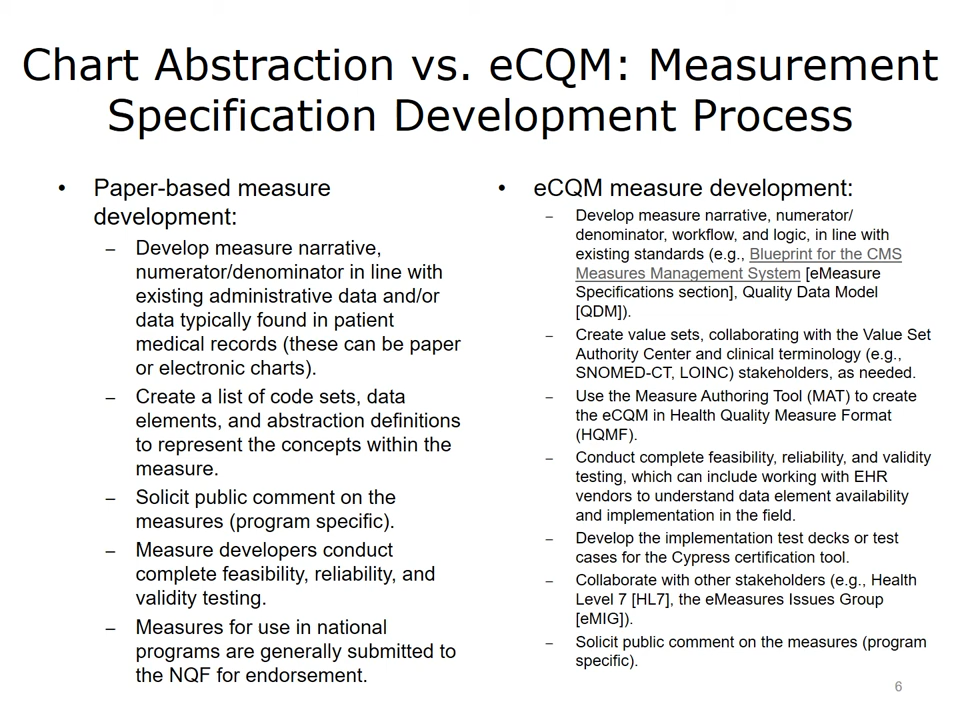 Chart Abstraction vs. eCQM: Measurement
Specification Development Process
• Paper-based measure
development:
– Develop measure narrative,
numerator/denominator in line with
existing administrative data and/or
data typically found in patient
medical records (these can be paper
or electronic charts).
– Create a list of code sets, data
elements, and abstraction definitions
to represent the concepts within the
measure.
– Solicit public comment on the
measures (program specific).
– Measure developers conduct
complete feasibility, reliability, and
validity testing.
– Measures for use in national
programs are generally submitted to
the NQF for endorsement.
• eCQM measure development:
– Develop measure narrative, numerator/
denominator, workflow, and logic, in line with
existing standards (e.g., Blueprint for the CMS
Measures Management System [eMeasure
Specifications section], Quality Data Model
[QDM]).
– Create value sets, collaborating with the Value Set
Authority Center and clinical terminology (e.g.,
SNOMED-CT, LOINC) stakeholders, as needed.
– Use the Measure Authoring Tool (MAT) to create
the eCQM in Health Quality Measure Format
(HQMF).
– Conduct complete feasibility, reliability, and validity
testing, which can include working with EHR
vendors to understand data element availability
and implementation in the field.
– Develop the implementation test decks or test
cases for the Cypress certification tool.
– Collaborate with other stakeholders (e.g., Health
Level 7 [HL7], the eMeasures Issues Group
[eMIG]).
– Solicit public comment on the measures (program
specific).
6